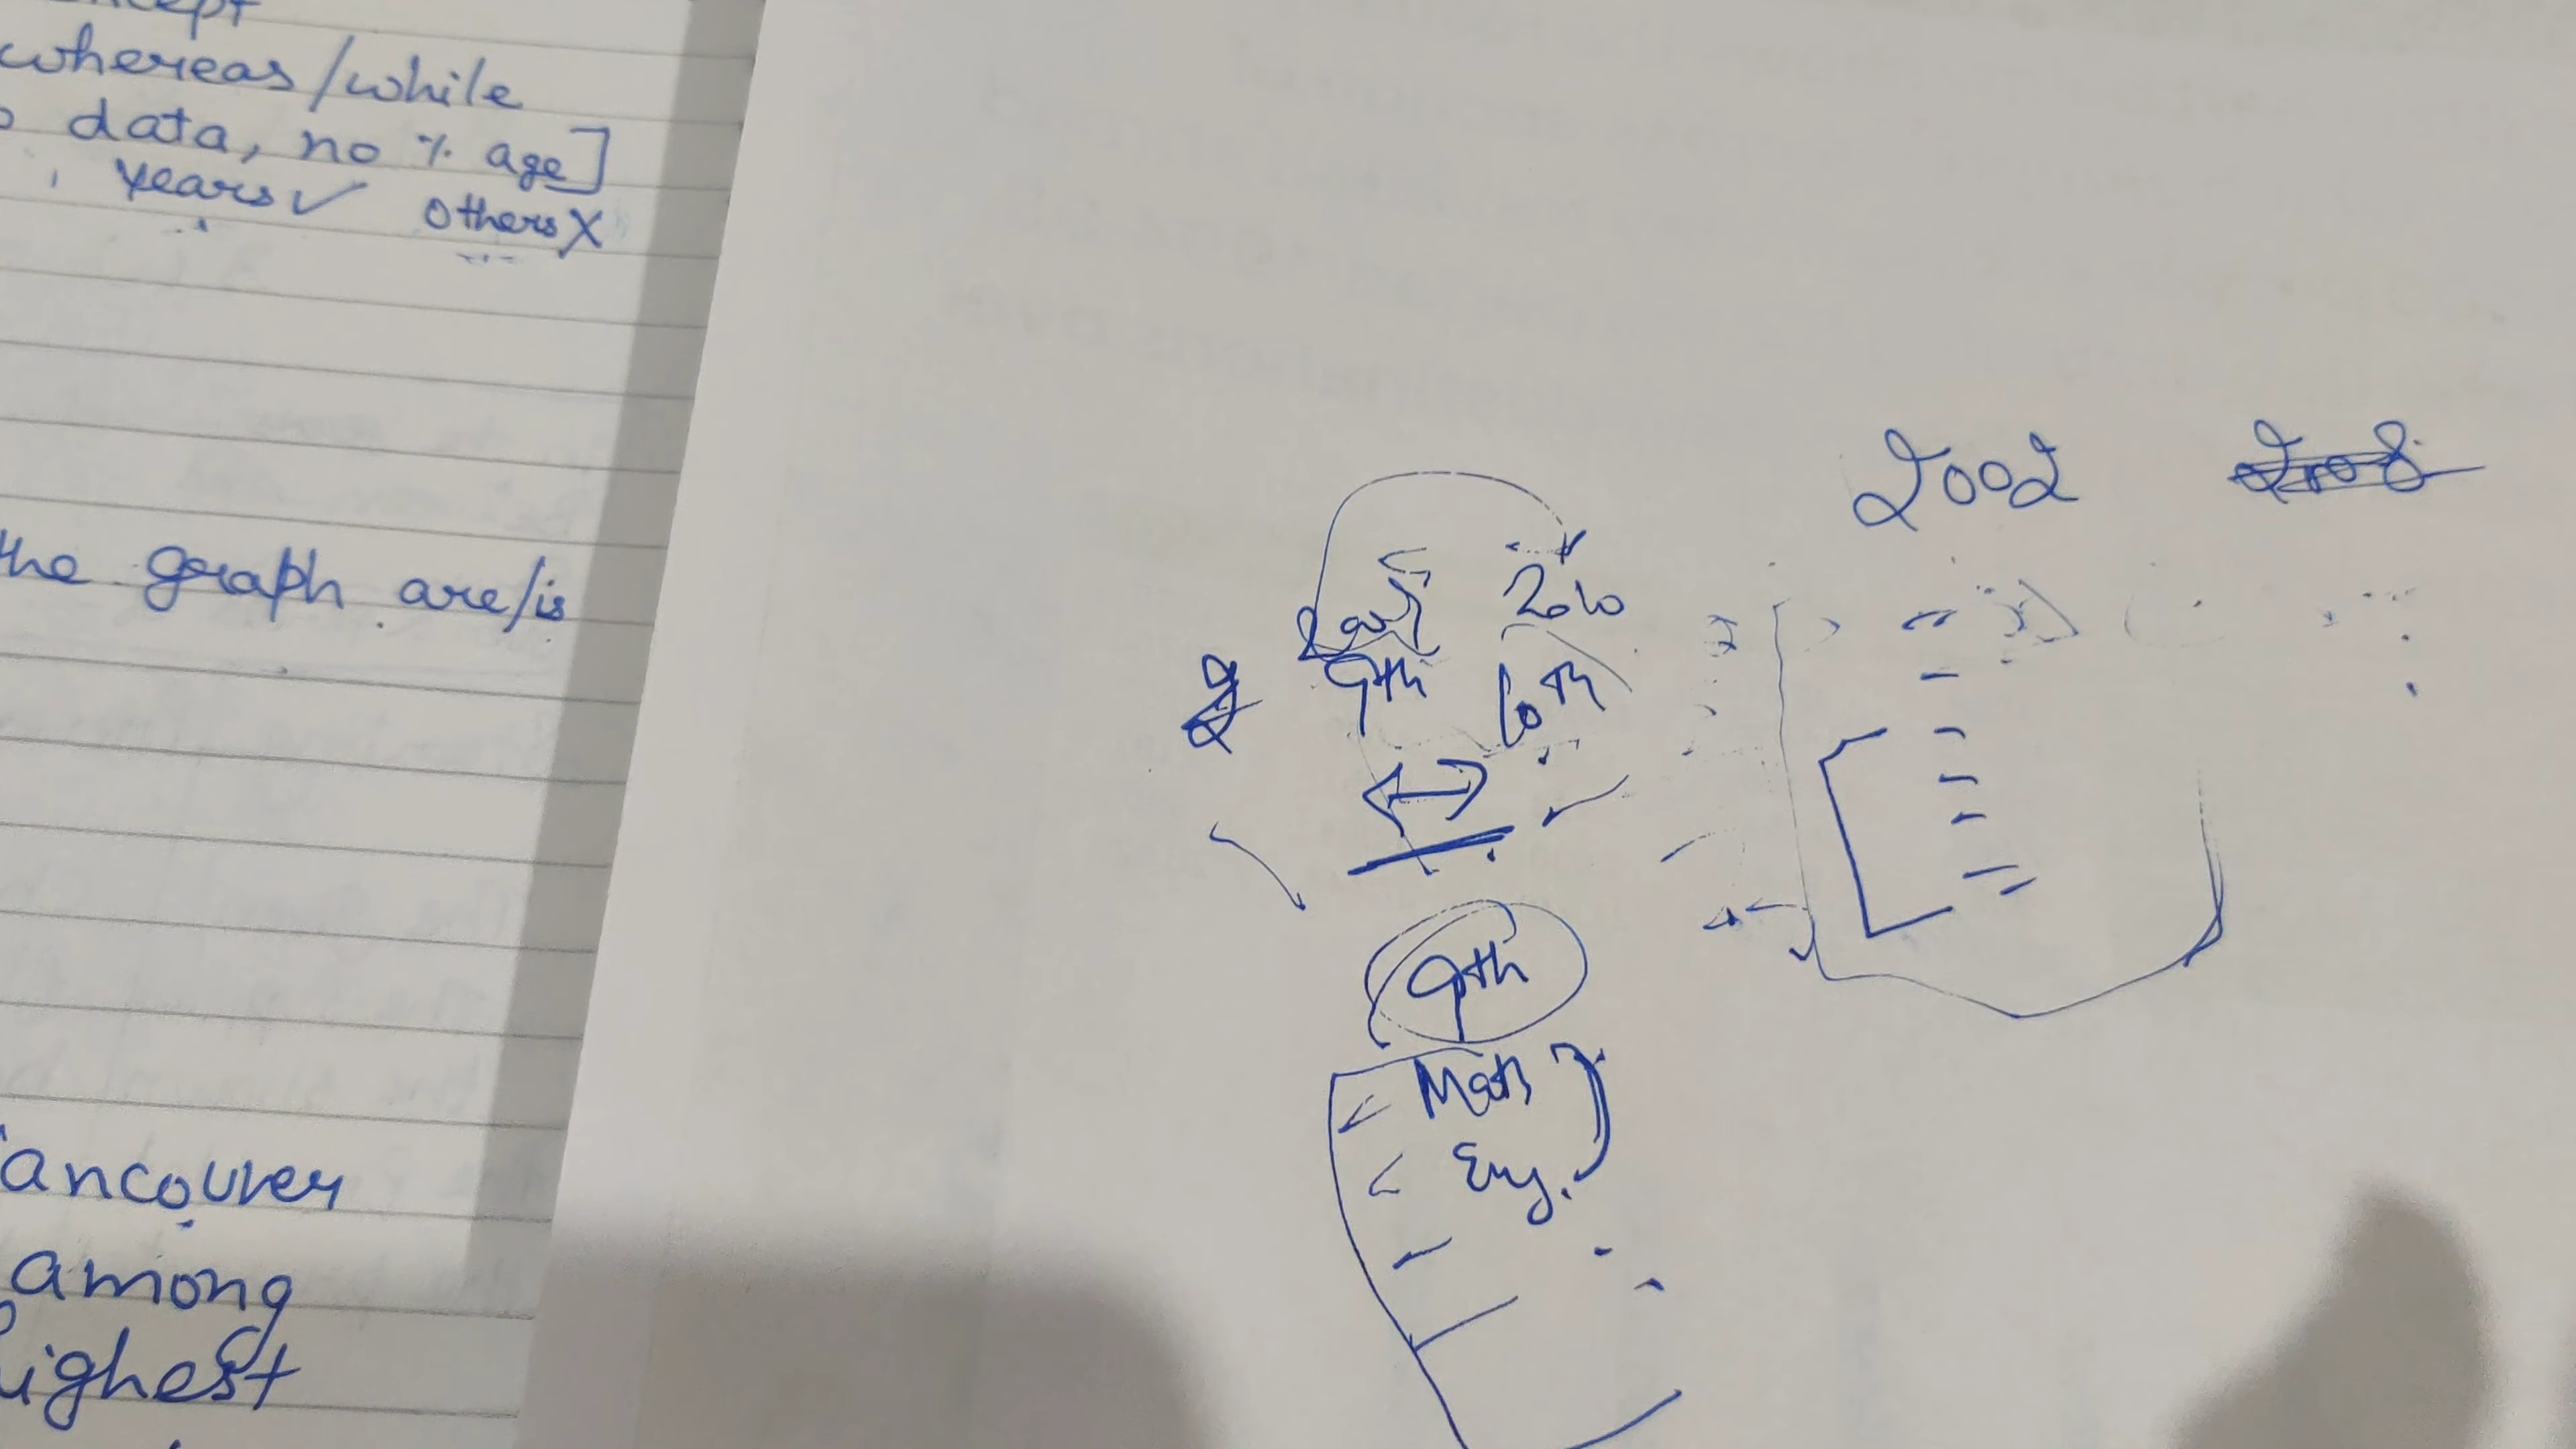 whereas/while
data, no % age]
years✓ others X
the graph are/is
ancouver
among
ighest
2002
2010
9th 10th
9th
Math
Eng.